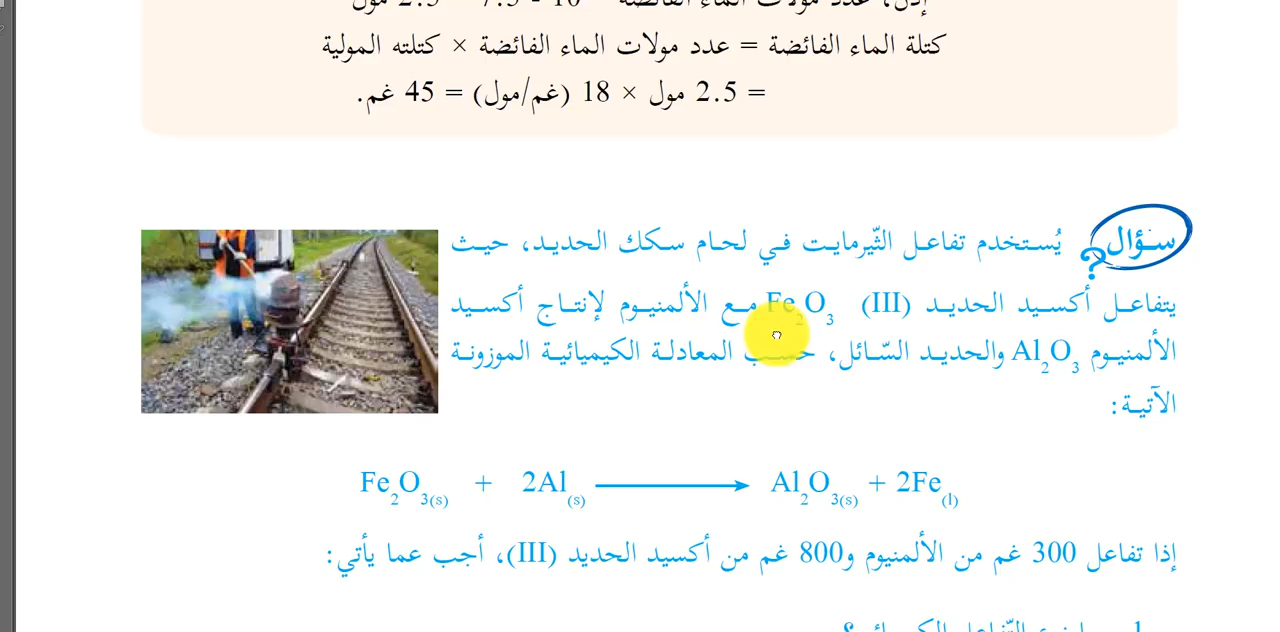 كتلة الماء الفائضة = عدد مولات الماء الفائضة × كتلته المولية
= 2.5 مول × 18 (غم/مول) = 45 غم.
سؤال ? يُستخدم تفاعل الثّيرمايت في لحام سكك الحديد، حيث
يتفاعل أكسيد الحديد (III) Fe₂O₃ مع الألمنيوم لإنتاج أكسيد
الألمنيوم Al₂O₃ والحديد السّائل، حسب المعادلة الكيميائية الموزونة
الآتية:
Fe₂O₃(s) + 2Al(s) ⟶ Al₂O₃(s) + 2Fe(l)
إذا تفاعل 300 غم من الألمنيوم و800 غم من أكسيد الحديد (III)، أجب عما يأتي: